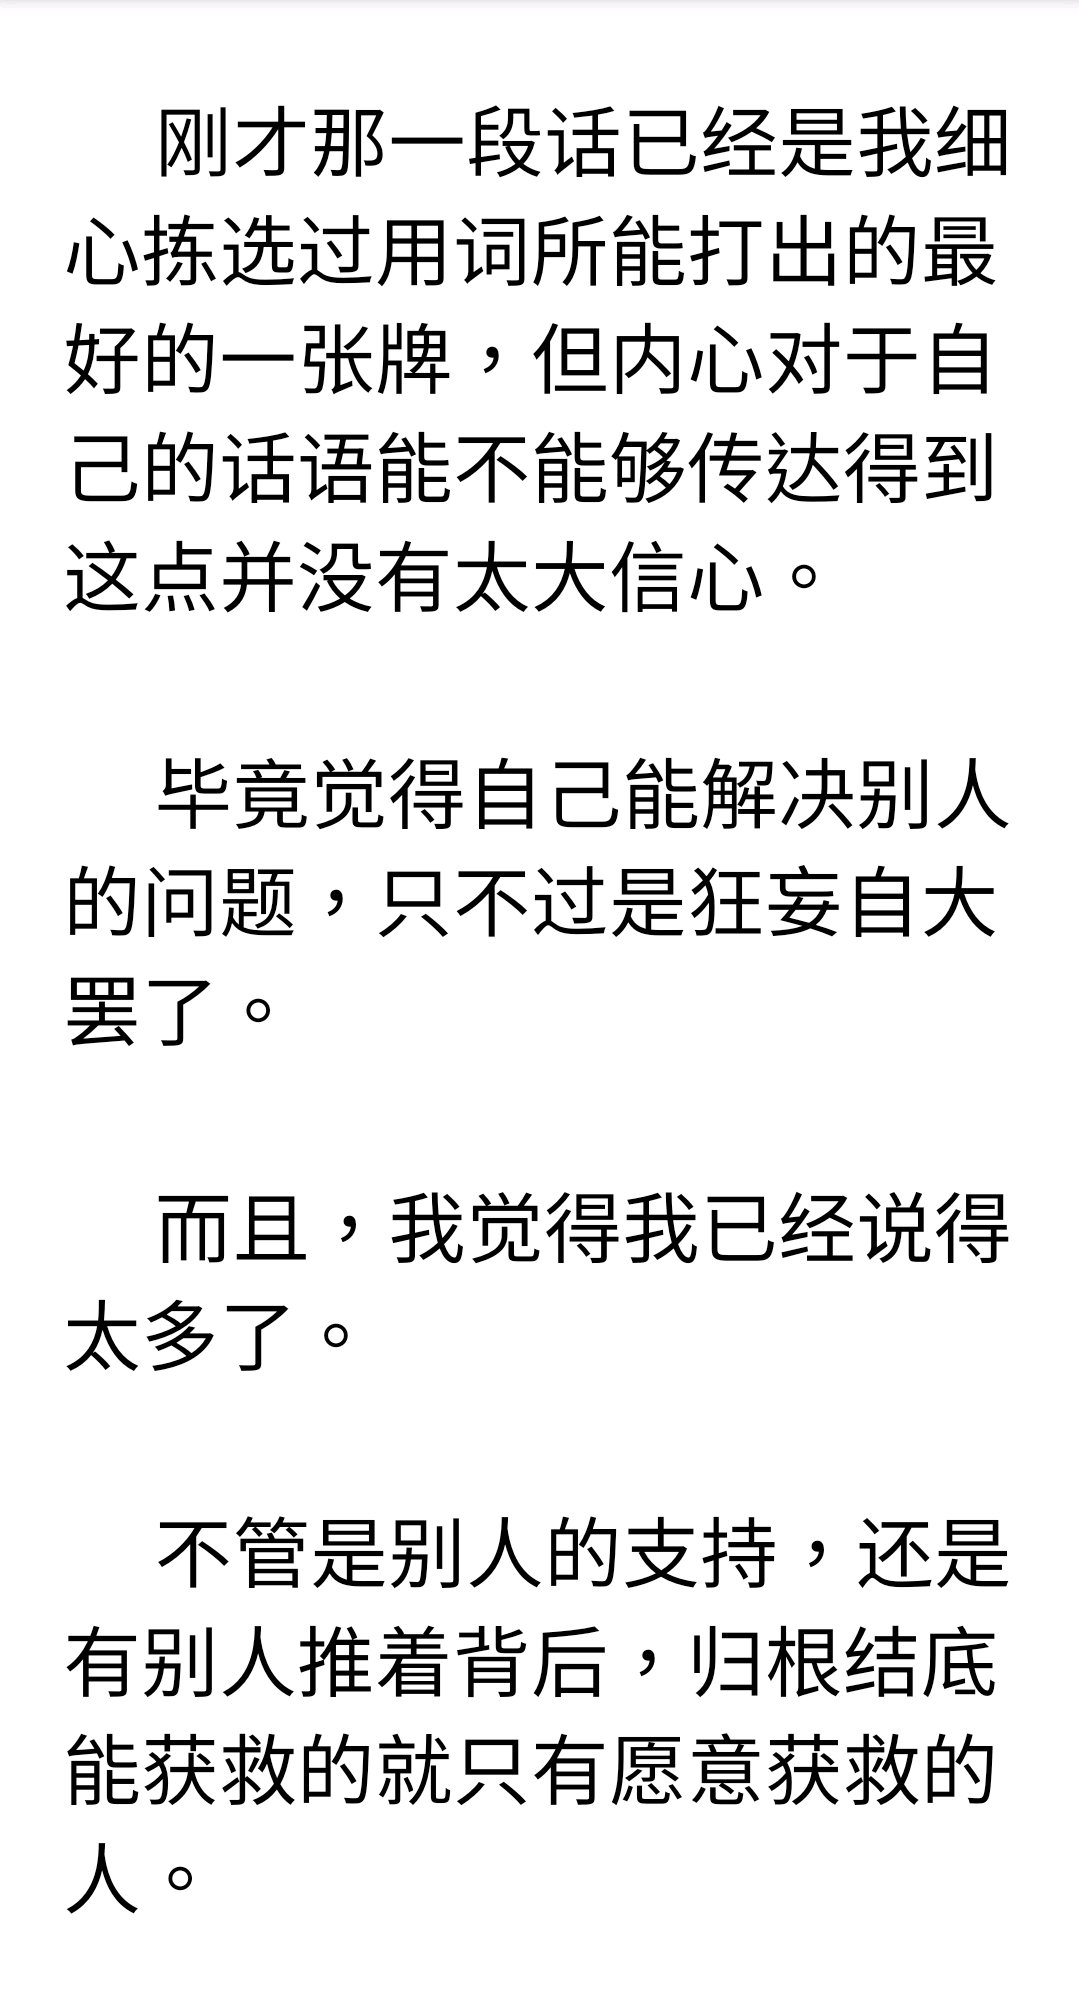 刚才那一段话已经是我细
心拣选过用词所能打出的最
好的一张牌，但内心对于自
己的话语能不能够传达得到
这点并没有太大信心。
毕竟觉得自己能解决别人
的问题，只不过是狂妄自大
罢了。
而且，我觉得我已经说得
太多了。
不管是别人的支持，还是
有别人推着背后，归根结底
能获救的就只有愿意获救的
人。